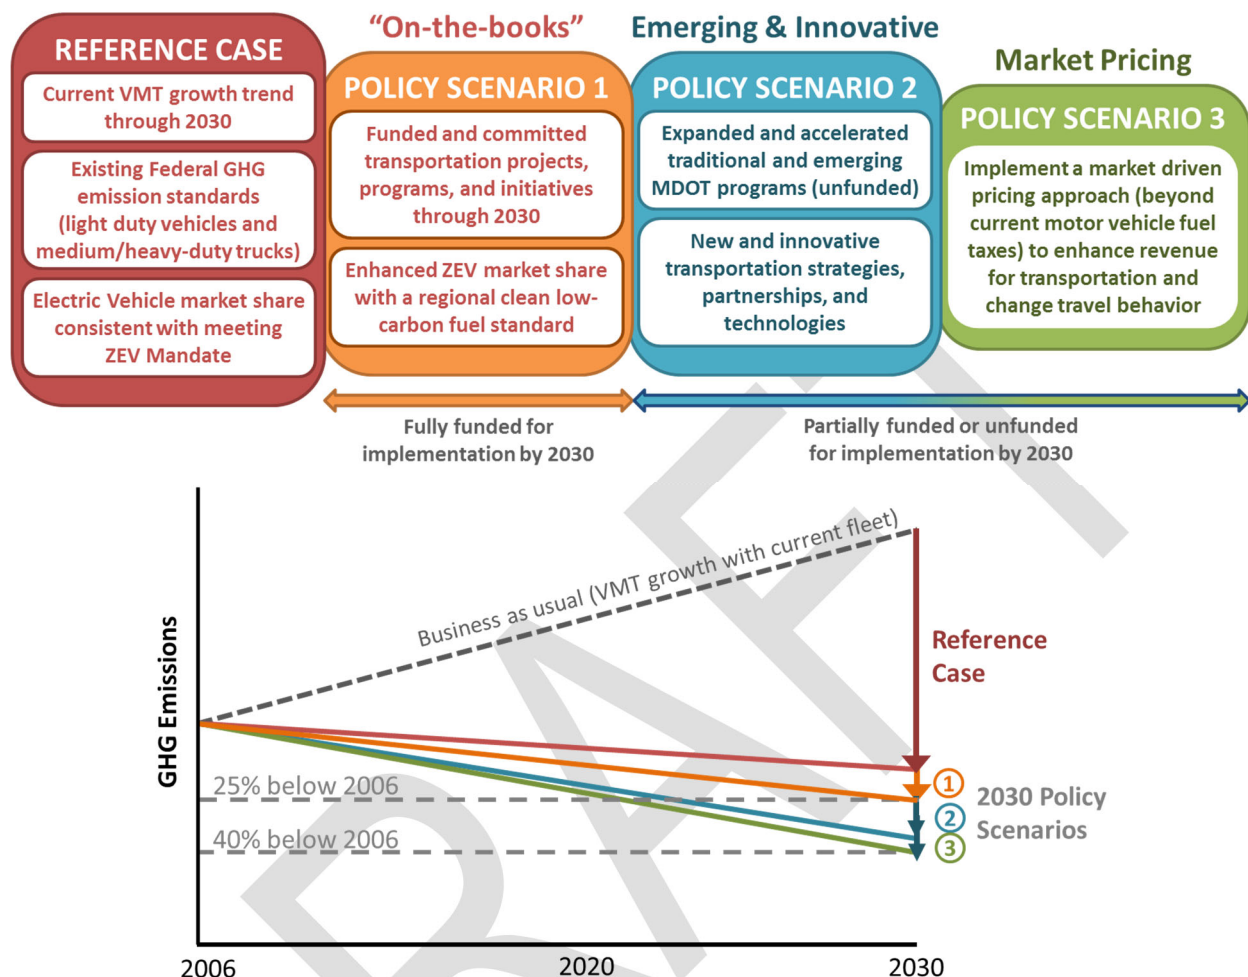 REFERENCE CASE
Current VMT growth trend
through 2030
Existing Federal GHG
emission standards
(light duty vehicles and
medium/heavy-duty trucks)
Electric Vehicle market share
consistent with meeting
ZEV Mandate
“On-the-books”
POLICY SCENARIO 1
Funded and committed
transportation projects,
programs, and initiatives
through 2030
Enhanced ZEV market share
with a regional clean low-
carbon fuel standard
Emerging & Innovative
POLICY SCENARIO 2
Expanded and accelerated
traditional and emerging
MDOT programs (unfunded)
New and innovative
transportation strategies,
partnerships, and
technologies
Market Pricing
POLICY SCENARIO 3
Implement a market driven
pricing approach (beyond
current motor vehicle fuel
taxes) to enhance revenue
for transportation and
change travel behavior
Fully funded for
implementation by 2030
Partially funded or unfunded
for implementation by 2030
GHG Emissions
Business as usual (VMT growth with current fleet)
Reference
Case
25% below 2006
40% below 2006
1
2
3
2030 Policy
Scenarios
2006
2020
2030
DRAFT